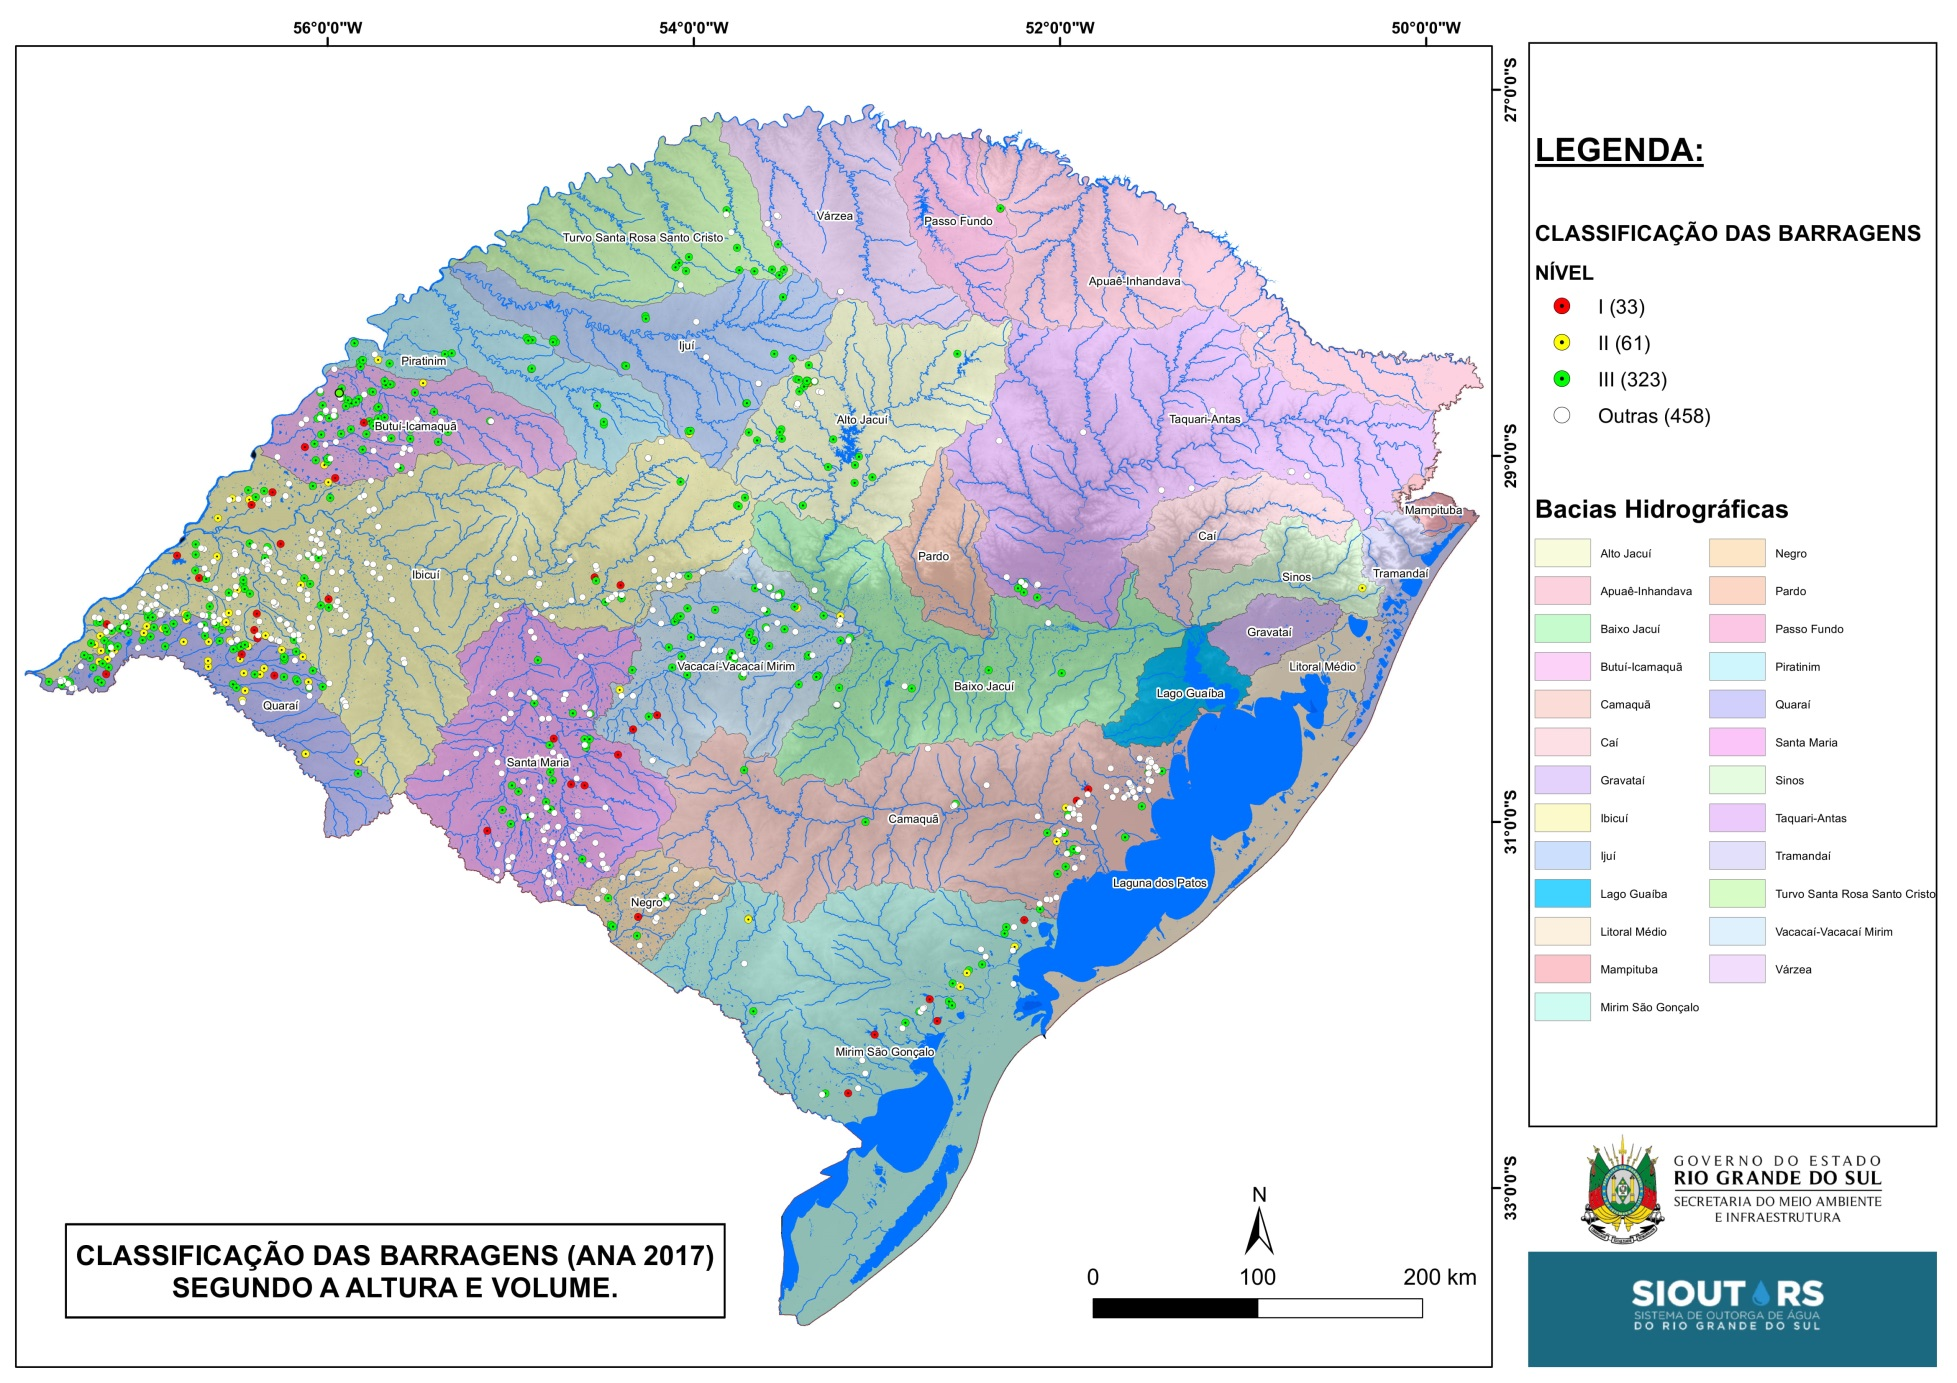 56°0'0"W
54°0'0"W
52°0'0"W
50°0'0"W
27°0'0"S
29°0'0"S
31°0'0"S
33°0'0"S
Várzea
Passo Fundo
Turvo Santa Rosa Santo Cristo
Apuaê-Inhandava
Ijuí
Piratinim
Butuí-Icamaquã
Alto Jacuí
Taquari-Antas
Mampituba
Caí
Pardo
Ibicuí
Sinos
Tramandaí
Gravataí
Litoral Médio
Vacacaí-Vacacaí Mirim
Baixo Jacuí
Lago Guaíba
Quaraí
Santa Maria
Camaquã
Laguna dos Patos
Negro
Mirim São Gonçalo
N
0
100
200 km
CLASSIFICAÇÃO DAS BARRAGENS (ANA 2017)
SEGUNDO A ALTURA E VOLUME.
LEGENDA:
CLASSIFICAÇÃO DAS BARRAGENS
NÍVEL
I (33)
II (61)
III (323)
Outras (458)
Bacias Hidrográficas
Alto Jacuí
Apuaê-Inhandava
Baixo Jacuí
Butuí-Icamaquã
Camaquã
Caí
Gravataí
Ibicuí
Ijuí
Lago Guaíba
Litoral Médio
Mampituba
Mirim São Gonçalo
Negro
Pardo
Passo Fundo
Piratinim
Quaraí
Santa Maria
Sinos
Taquari-Antas
Tramandaí
Turvo Santa Rosa Santo Cristo
Vacacaí-Vacacaí Mirim
Várzea
GOVERNO DO ESTADO
RIO GRANDE DO SUL
SECRETARIA DO MEIO AMBIENTE
E INFRAESTRUTURA
SIOUT RS
SISTEMA DE OUTORGA DE ÁGUA
DO RIO GRANDE DO SUL